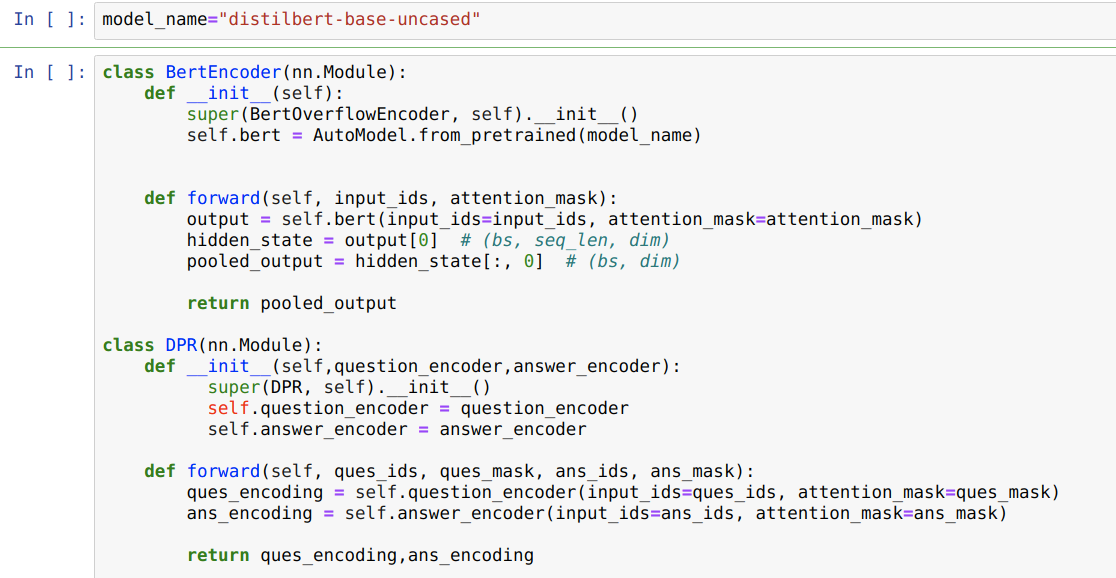 In [ ]: model_name="distilbert-base-uncased"
In [ ]: class BertEncoder(nn.Module):
    def __init__(self):
        super(BertOverflowEncoder, self).__init__()
        self.bert = AutoModel.from_pretrained(model_name)
    def forward(self, input_ids, attention_mask):
        output = self.bert(input_ids=input_ids, attention_mask=attention_mask)
        hidden_state = output[0]  # (bs, seq_len, dim)
        pooled_output = hidden_state[:, 0]  # (bs, dim)
        return pooled_output
class DPR(nn.Module):
    def __init__(self,question_encoder,answer_encoder):
          super(DPR, self).__init__()
          self.question_encoder = question_encoder
          self.answer_encoder = answer_encoder
    def forward(self, ques_ids, ques_mask, ans_ids, ans_mask):
        ques_encoding = self.question_encoder(input_ids=ques_ids, attention_mask=ques_mask)
        ans_encoding = self.answer_encoder(input_ids=ans_ids, attention_mask=ans_mask)
        return ques_encoding,ans_encoding